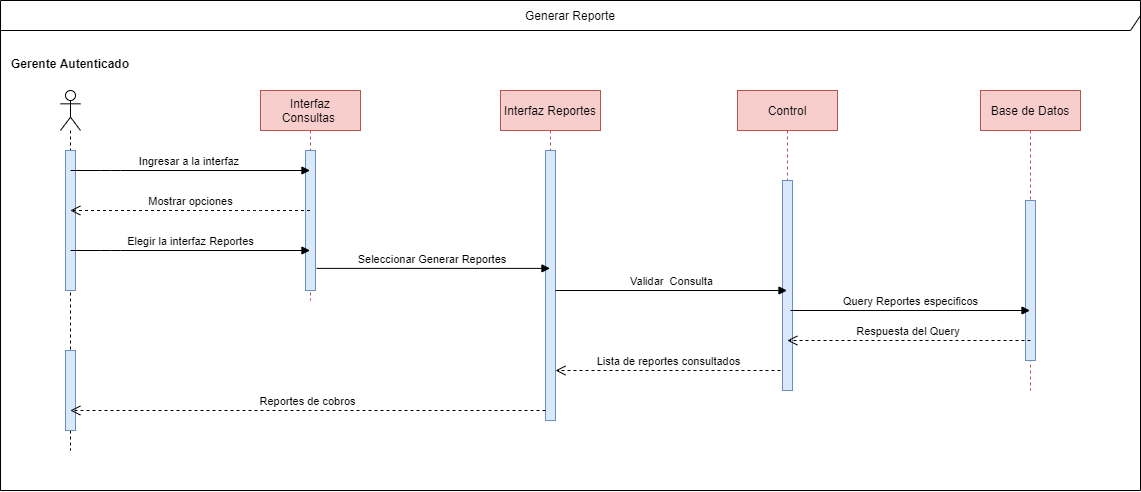 Generar Reporte
Gerente Autenticado
Interfaz
Consultas
Interfaz Reportes
Control
Base de Datos
Ingresar a la interfaz
Mostrar opciones
Elegir la interfaz Reportes
Seleccionar Generar Reportes
Validar  Consulta
Query Reportes especificos
Respuesta del Query
Lista de reportes consultados
Reportes de cobros